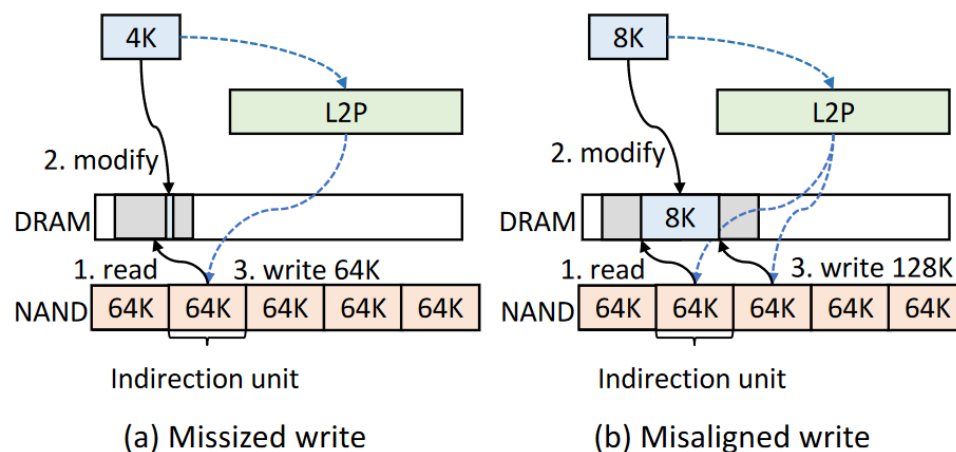 4K
L2P
2. modify
DRAM
1. read
3. write 64K
NAND
64K
64K
64K
64K
64K
Indirection unit
(a) Missized write
8K
L2P
2. modify
DRAM
8K
1. read
3. write 128K
NAND
64K
64K
64K
64K
64K
Indirection unit
(b) Misaligned write